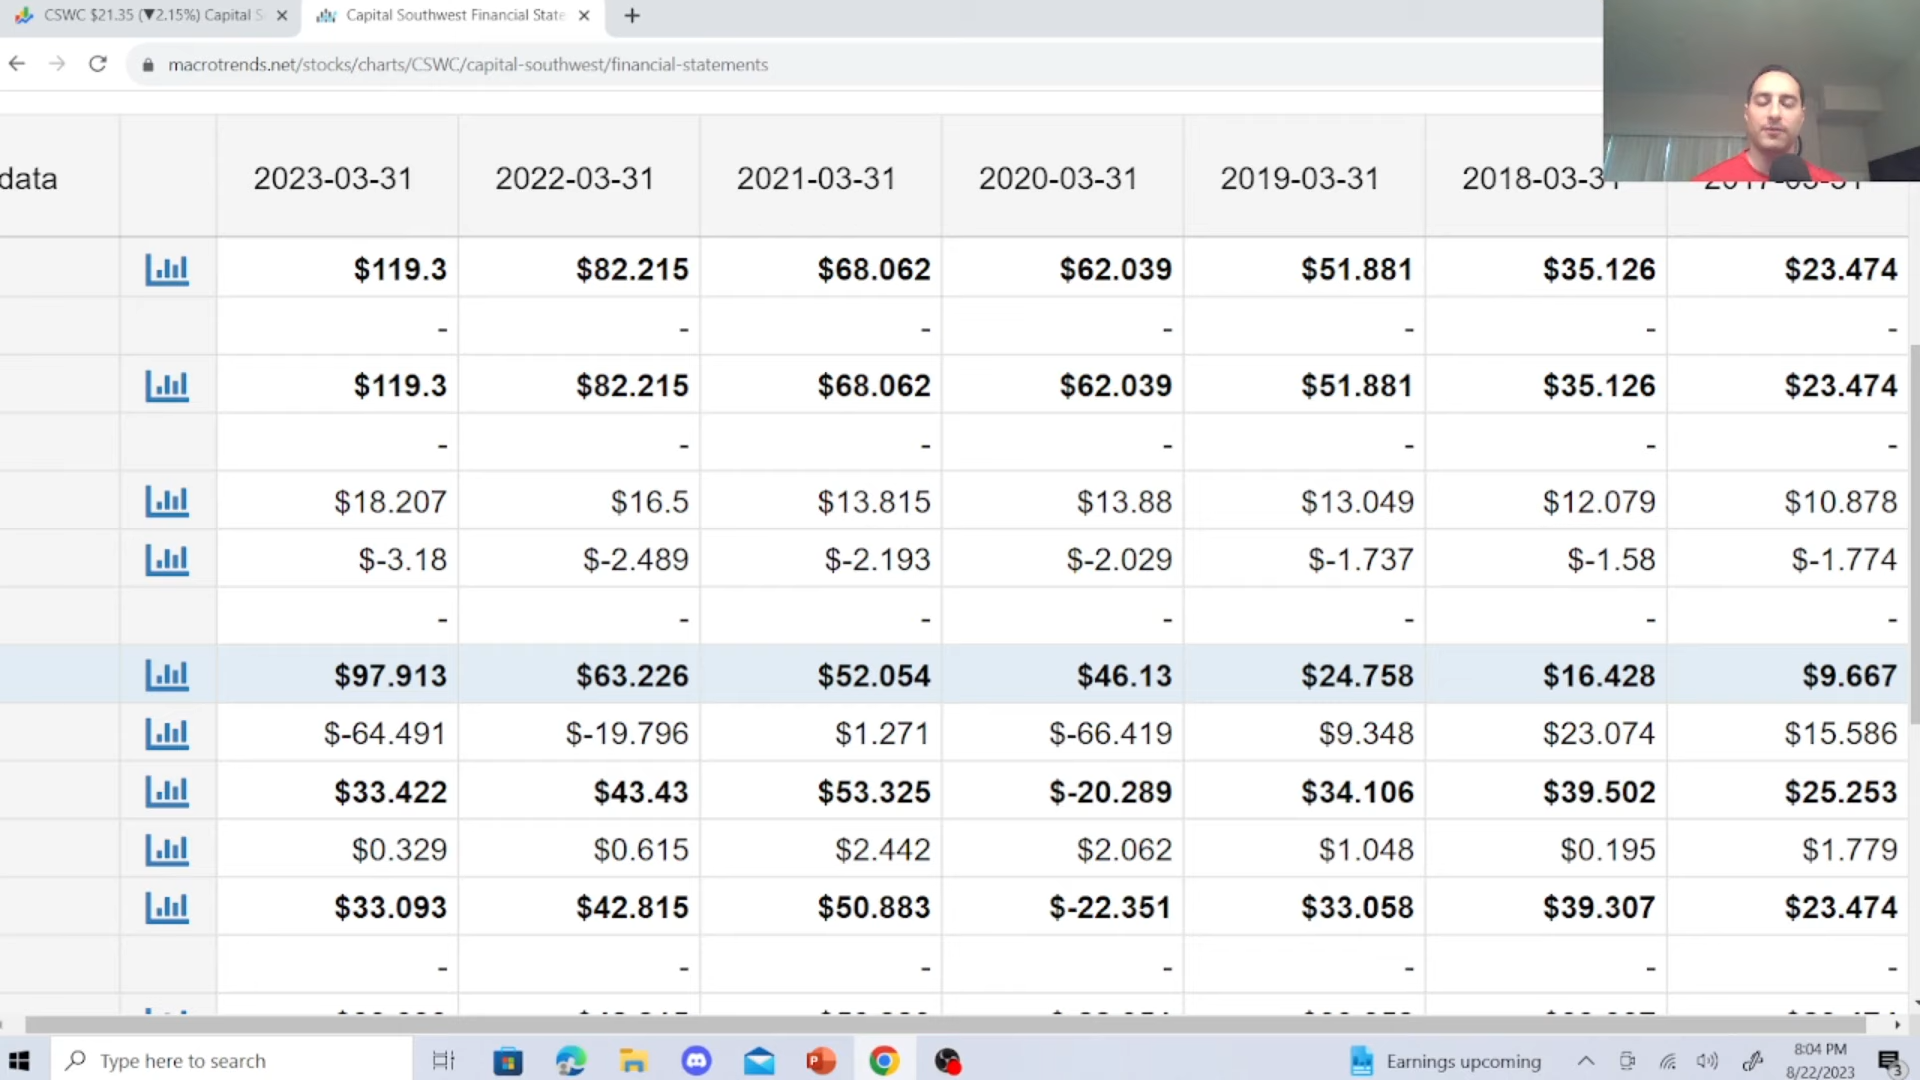 CSWC $21.35 (▼2.15%) Capital S
Capital Southwest Financial State
macrotrends.net/stocks/charts/CSWC/capital-southwest/financial-statements
data 2023-03-31 2022-03-31 2021-03-31 2020-03-31 2019-03-31 2018-03-31 2017-03-31
$119.3 $82.215 $68.062 $62.039 $51.881 $35.126 $23.474
- - - - - - -
$119.3 $82.215 $68.062 $62.039 $51.881 $35.126 $23.474
- - - - - - -
$18.207 $16.5 $13.815 $13.88 $13.049 $12.079 $10.878
$-3.18 $-2.489 $-2.193 $-2.029 $-1.737 $-1.58 $-1.774
- - - - - - -
$97.913 $63.226 $52.054 $46.13 $24.758 $16.428 $9.667
$-64.491 $-19.796 $1.271 $-66.419 $9.348 $23.074 $15.586
$33.422 $43.43 $53.325 $-20.289 $34.106 $39.502 $25.253
$0.329 $0.615 $2.442 $2.062 $1.048 $0.195 $1.779
$33.093 $42.815 $50.883 $-22.351 $33.058 $39.307 $23.474
- - - - - - -
Type here to search
Earnings upcoming
8:04 PM
8/22/2023
3